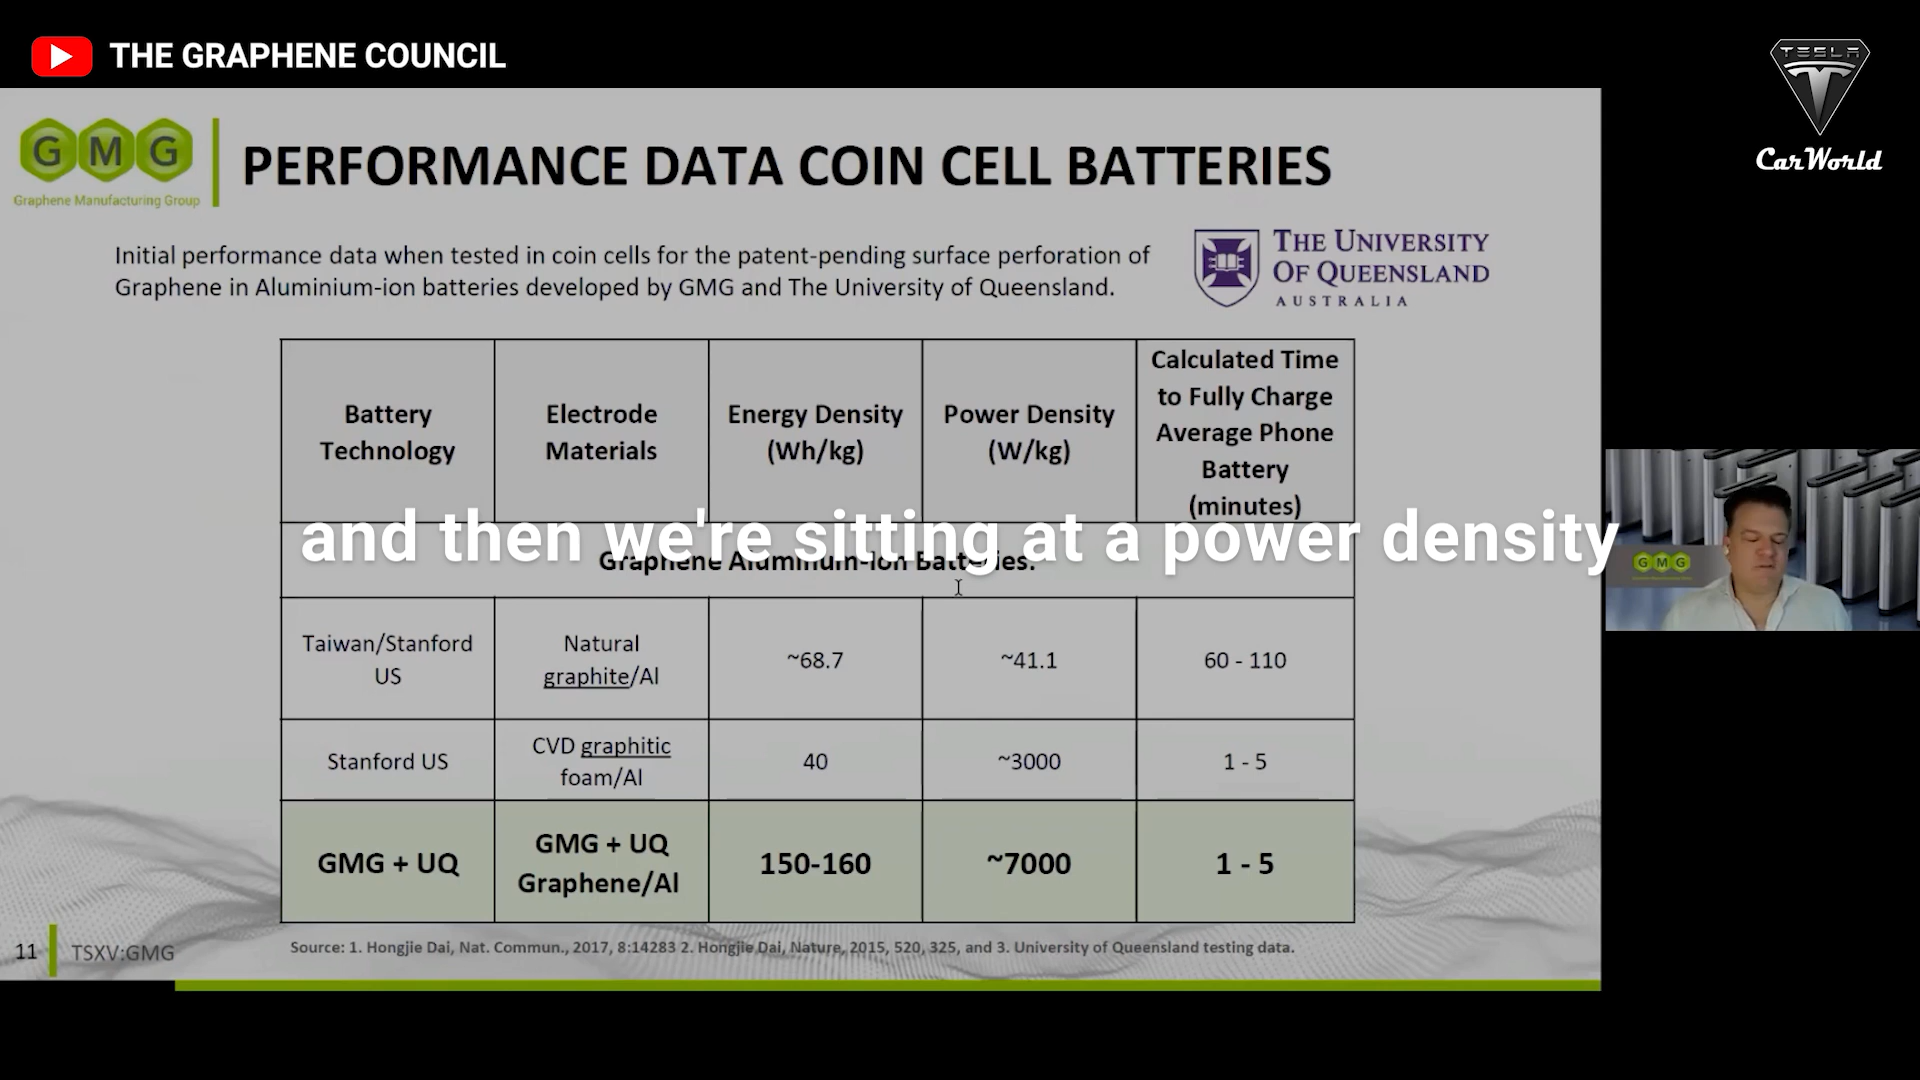 THE GRAPHENE COUNCIL
TESLA
CarWorld
GMG
Graphene Manufacturing Group
PERFORMANCE DATA COIN CELL BATTERIES
Initial performance data when tested in coin cells for the patent-pending surface perforation of
Graphene in Aluminium-ion batteries developed by GMG and The University of Queensland.
THE UNIVERSITY
OF QUEENSLAND
AUSTRALIA
Battery
Technology
Electrode
Materials
Energy Density
(Wh/kg)
Power Density
(W/kg)
Calculated Time
to Fully Charge
Average Phone
Battery
(minutes)
and then we're sitting at a power density
Graphene Aluminum-Ion Batteries:
Taiwan/Stanford
US
Natural
graphite/Al
~68.7
~41.1
60 - 110
Stanford US
CVD graphitic
foam/Al
40
~3000
1 - 5
GMG + UQ
GMG + UQ
Graphene/Al
150-160
~7000
1 - 5
GMG
11
TSXV:GMG
Source: 1. Hongjie Dai, Nat. Commun., 2017, 8:14283 2. Hongjie Dai, Nature, 2015, 520, 325, and 3. University of Queensland testing data.